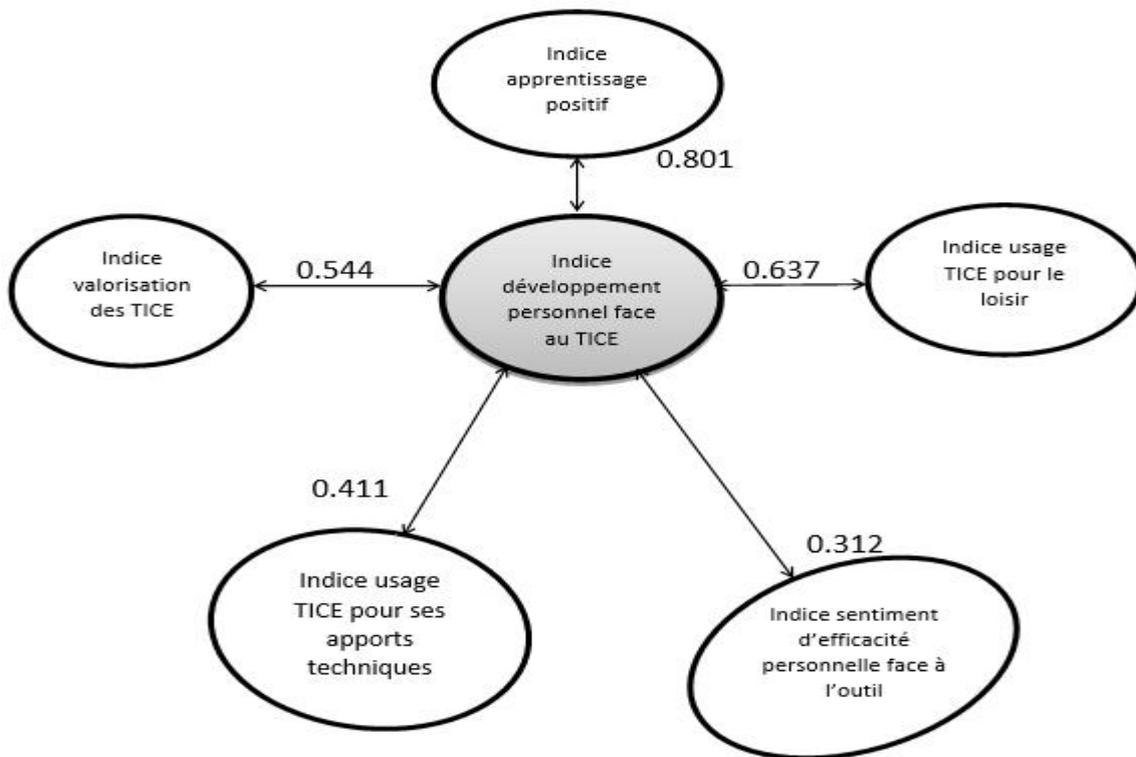 Indice
apprentissage
positif
0.801
Indice
valorisation
des TICE
0.544
Indice
développement
personnel face
au TICE
0.637
Indice usage
TICE pour le
loisir
0.411
Indice usage
TICE pour ses
apports
techniques
0.312
Indice sentiment
d’efficacité
personnelle face à
l’outil